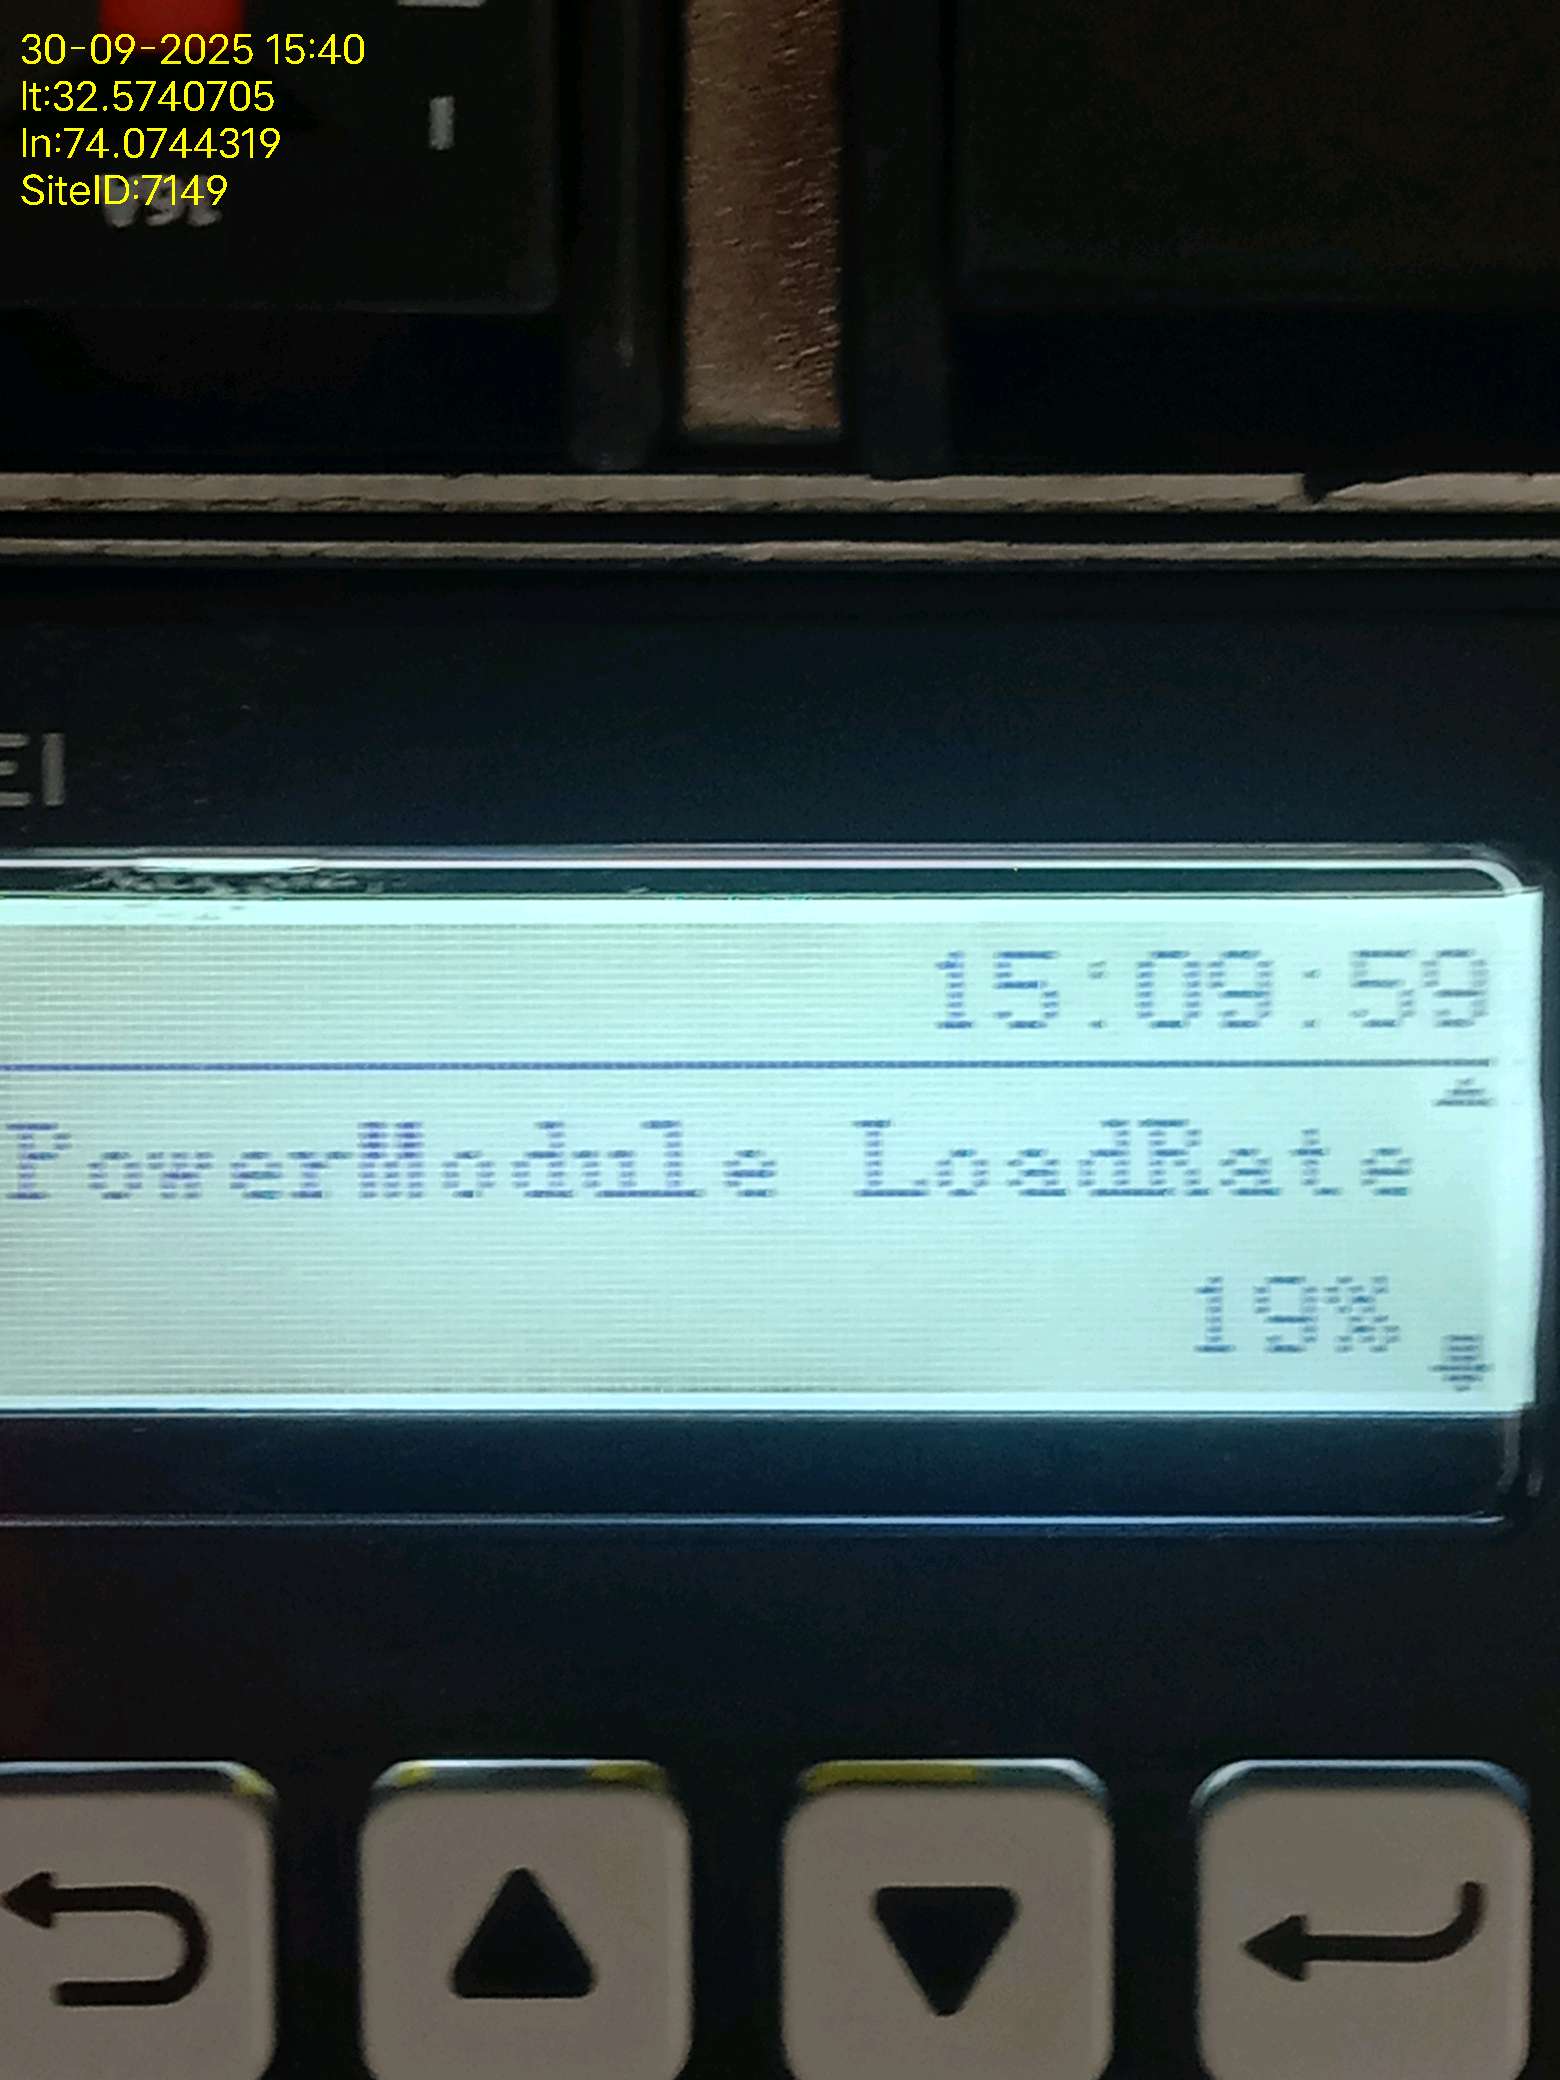 30-09-2025 15:40
lt:32.5740705
ln:74.0744319
SiteID:7149
EI
15:09:59
PowerModule LoadRate
19%